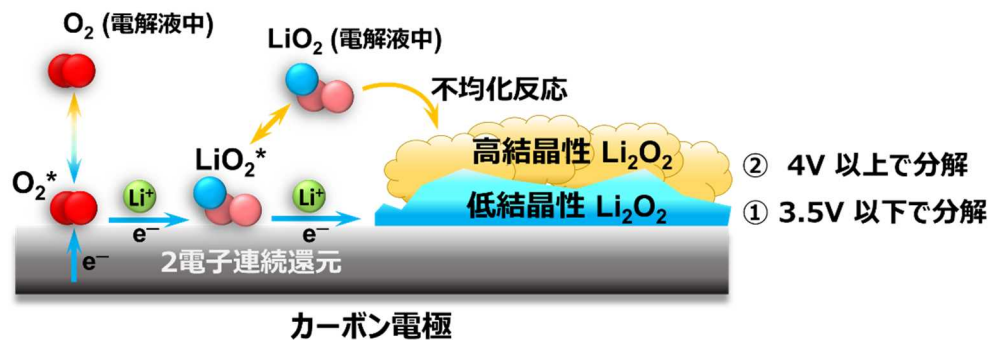 O₂ (電解液中)
LiO₂ (電解液中)
不均化反応
O₂*
Li⁺
e⁻
LiO₂*
Li⁺
e⁻
高結晶性 Li₂O₂
② 4V 以上で分解
低結晶性 Li₂O₂
① 3.5V 以下で分解
e⁻
2電子連続還元
カーボン電極